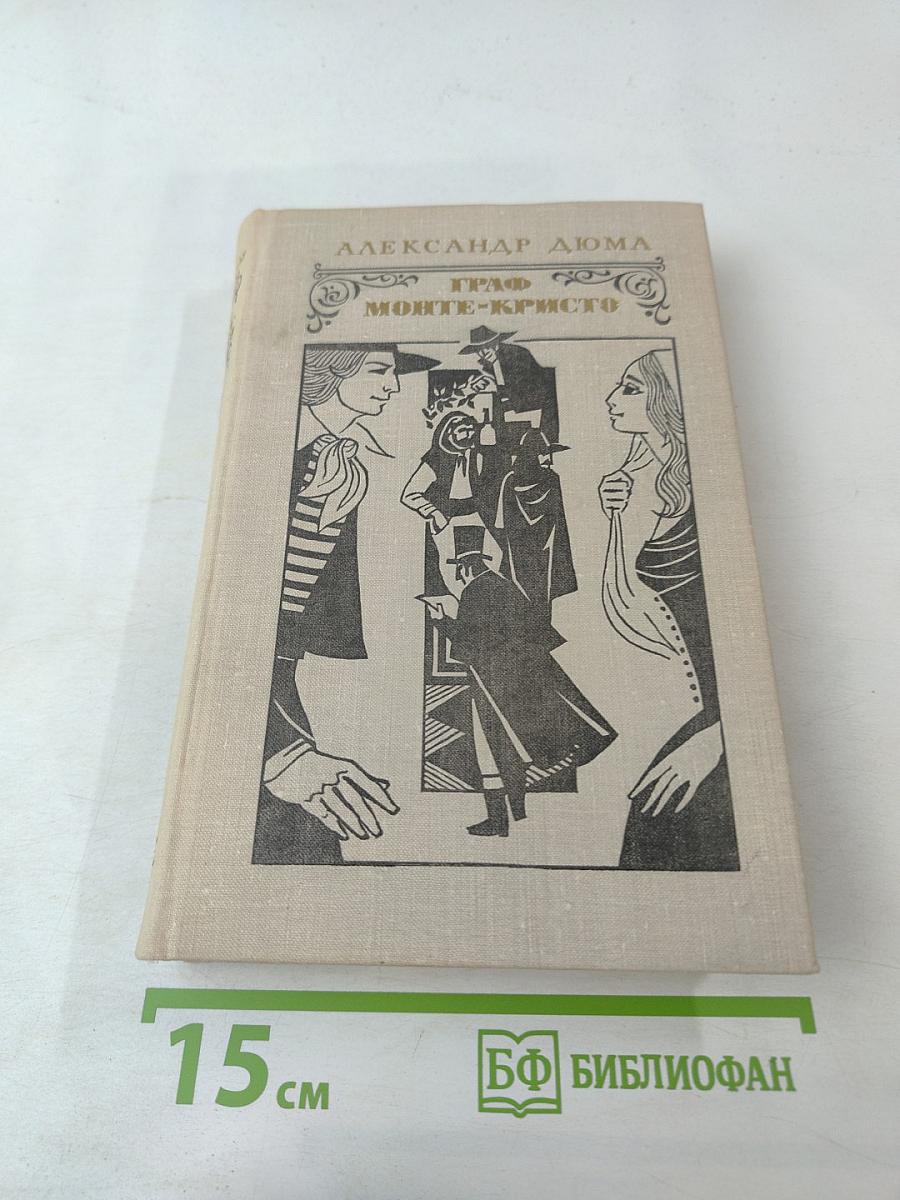 АЛЕКСАНДР ДЮМА
ГРАФ
МОНТЕ-КРИСТО
15 см
БФ БИБЛИОФАН